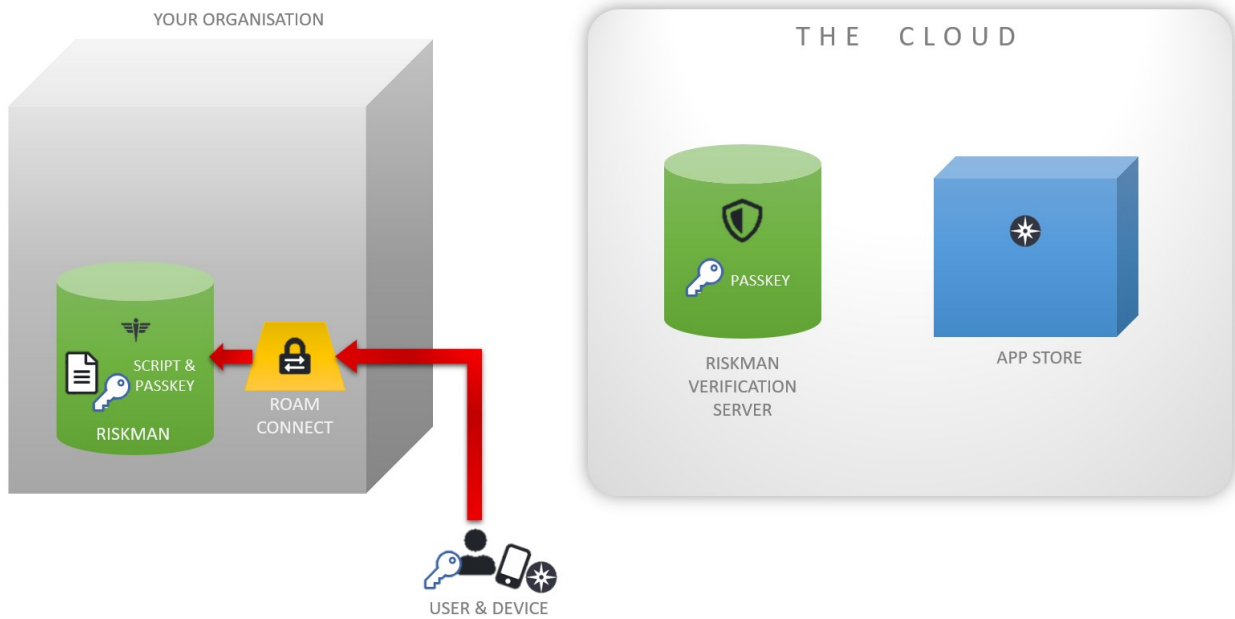 YOUR ORGANISATION
THE CLOUD
SCRIPT &
PASSKEY
RISKMAN
ROAM
CONNECT
PASSKEY
RISKMAN
VERIFICATION
SERVER
APP STORE
USER & DEVICE